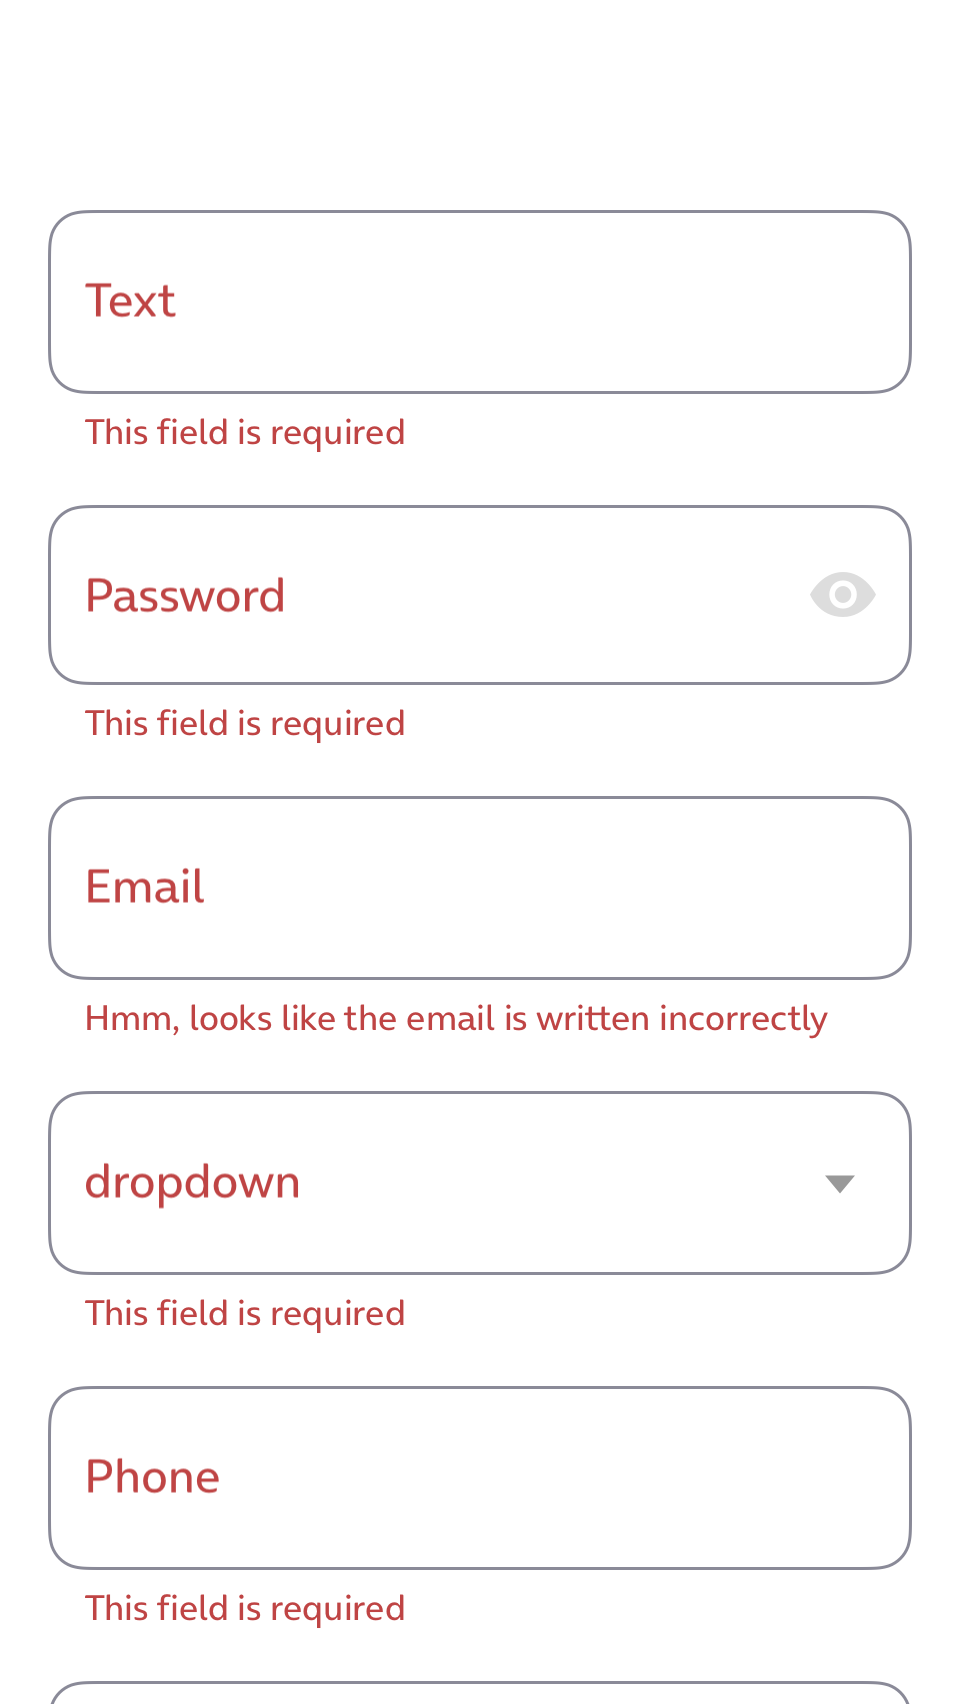 Text
This field is required
Password
This field is required
Email
Hmm, looks like the email is written incorrectly
dropdown
This field is required
Phone
This field is required